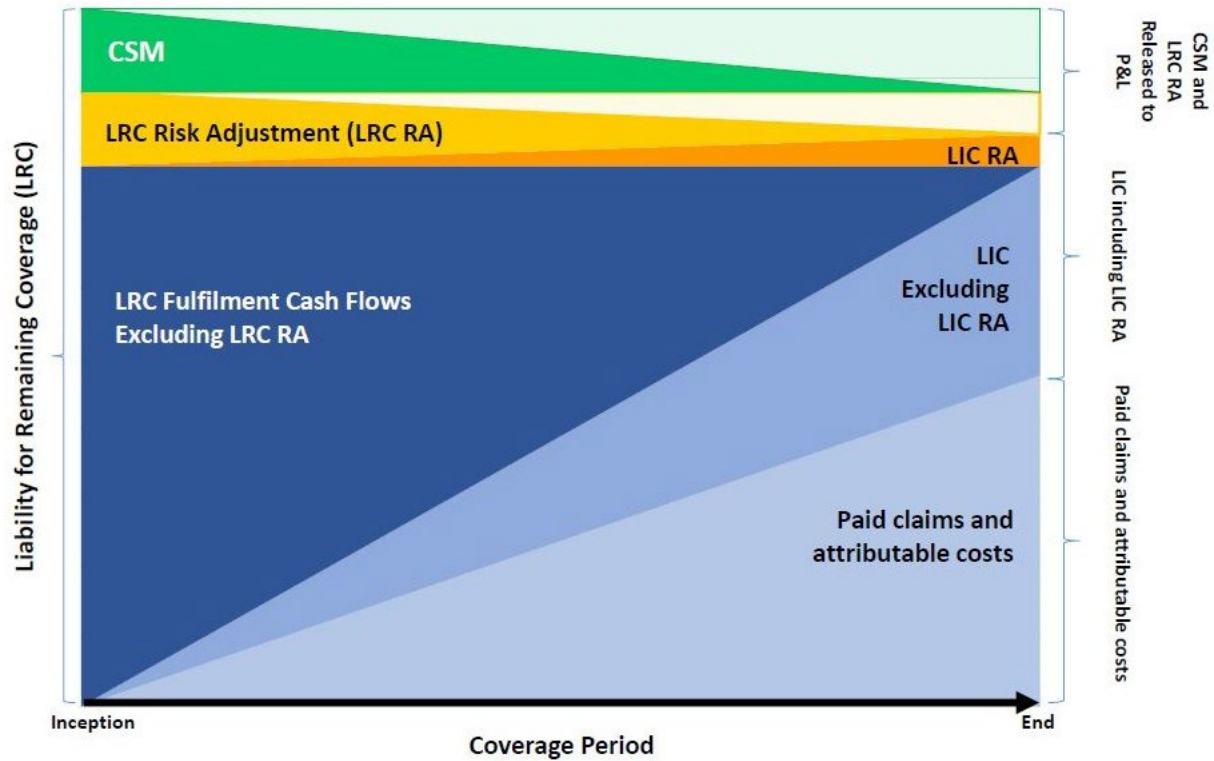 Liability for Remaining Coverage (LRC)
CSM
LRC Risk Adjustment (LRC RA)
LIC RA
LRC Fulfilment Cash Flows
Excluding LRC RA
LIC
Excluding
LIC RA
Paid claims and
attributable costs
CSM and
LRC RA
Released to
P&L
LIC including LIC RA
Paid claims and attributable costs
Inception
End
Coverage Period